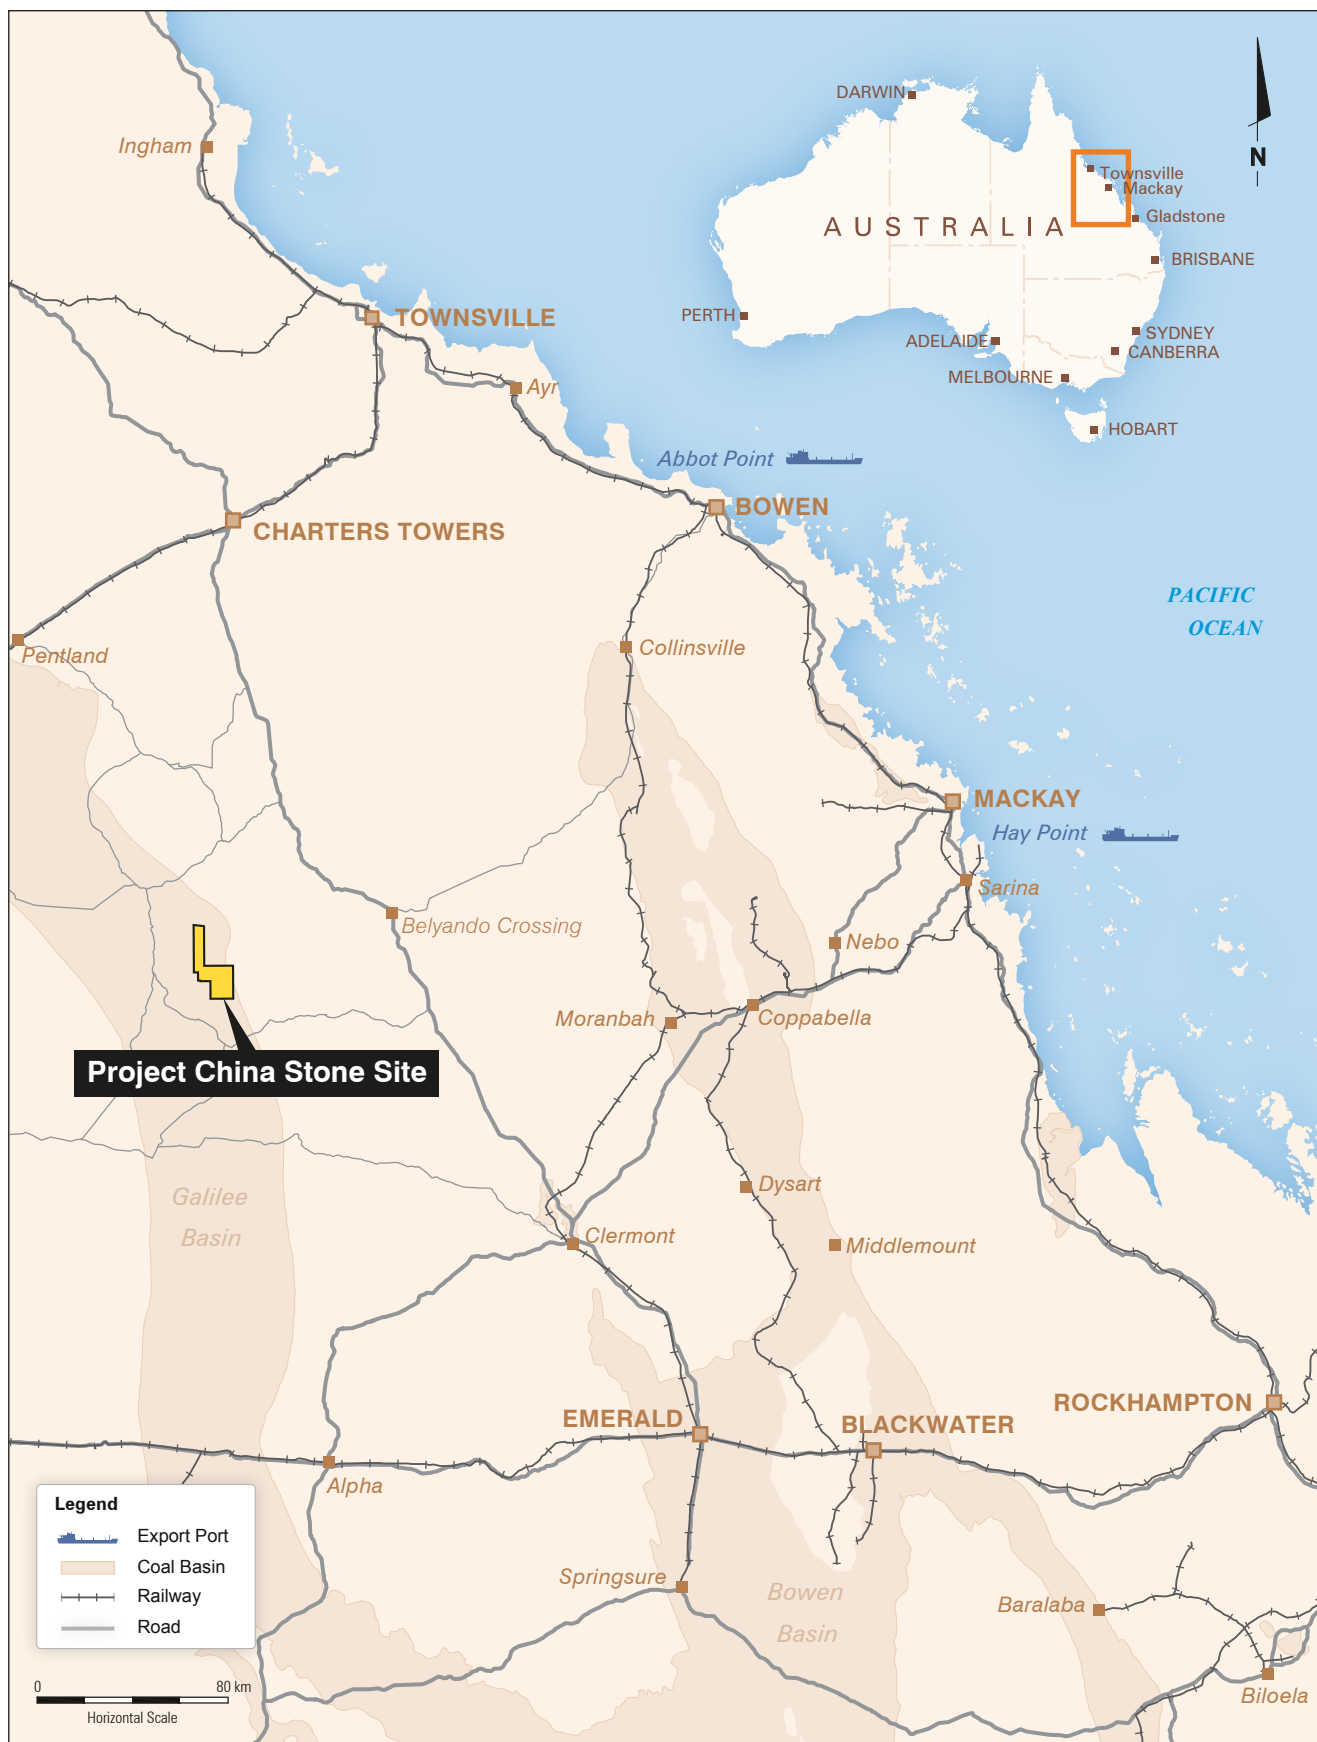 DARWIN
Townsville
Mackay
Gladstone
AUSTRALIA
BRISBANE
PERTH
ADELAIDE
SYDNEY
CANBERRA
MELBOURNE
HOBART
N
Ingham
TOWNSVILLE
Ayr
Abbot Point
BOWEN
CHARTERS TOWERS
PACIFIC
OCEAN
Pentland
Collinsville
MACKAY
Hay Point
Sarina
Belyando Crossing
Nebo
Moranbah
Coppabella
Project China Stone Site
Galilee
Basin
Dysart
Clermont
Middlemount
EMERALD
BLACKWATER
ROCKHAMPTON
Alpha
Springsure
Bowen
Basin
Baralaba
Biloela
Legend
Export Port
Coal Basin
Railway
Road
0 80 km
Horizontal Scale